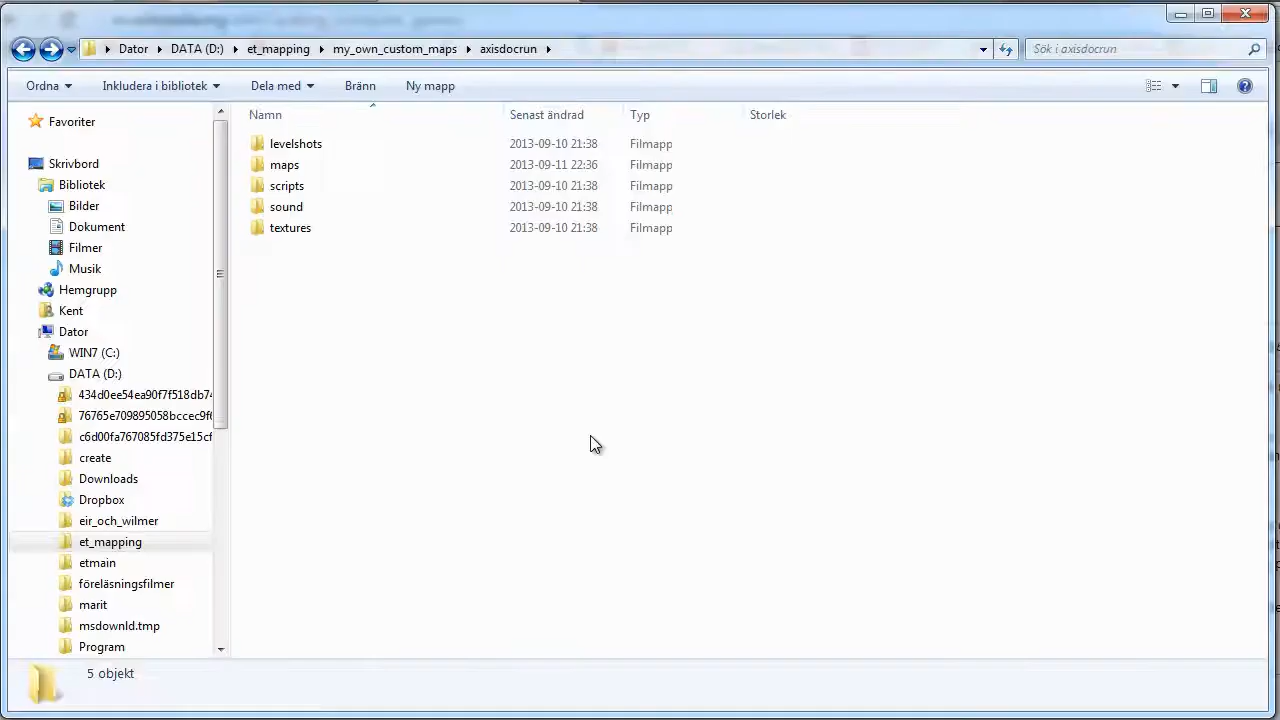 Dator DATA (D:) et_mapping my_own_custom_maps axisdocrun Sök i axisdocrun
Ordna Inkludera i bibliotek Dela med Bränn Ny mapp
Namn Senast ändrad Typ Storlek
levelshots 2013-09-10 21:38 Filmapp
maps 2013-09-11 22:36 Filmapp
scripts 2013-09-10 21:38 Filmapp
sound 2013-09-10 21:38 Filmapp
textures 2013-09-10 21:38 Filmapp
Favoriter
Skrivbord
Bibliotek
Bilder
Dokument
Filmer
Musik
Hemgrupp
Kent
Dator
WIN7 (C:)
DATA (D:)
434d0ee54ea90f7f518db74
76765e709895058bccec9f6
c6d00fa767085fd375e15cf
create
Downloads
Dropbox
eir_och_wilmer
et_mapping
etmain
föreläsningsfilmer
marit
msdownld.tmp
Program
5 objekt